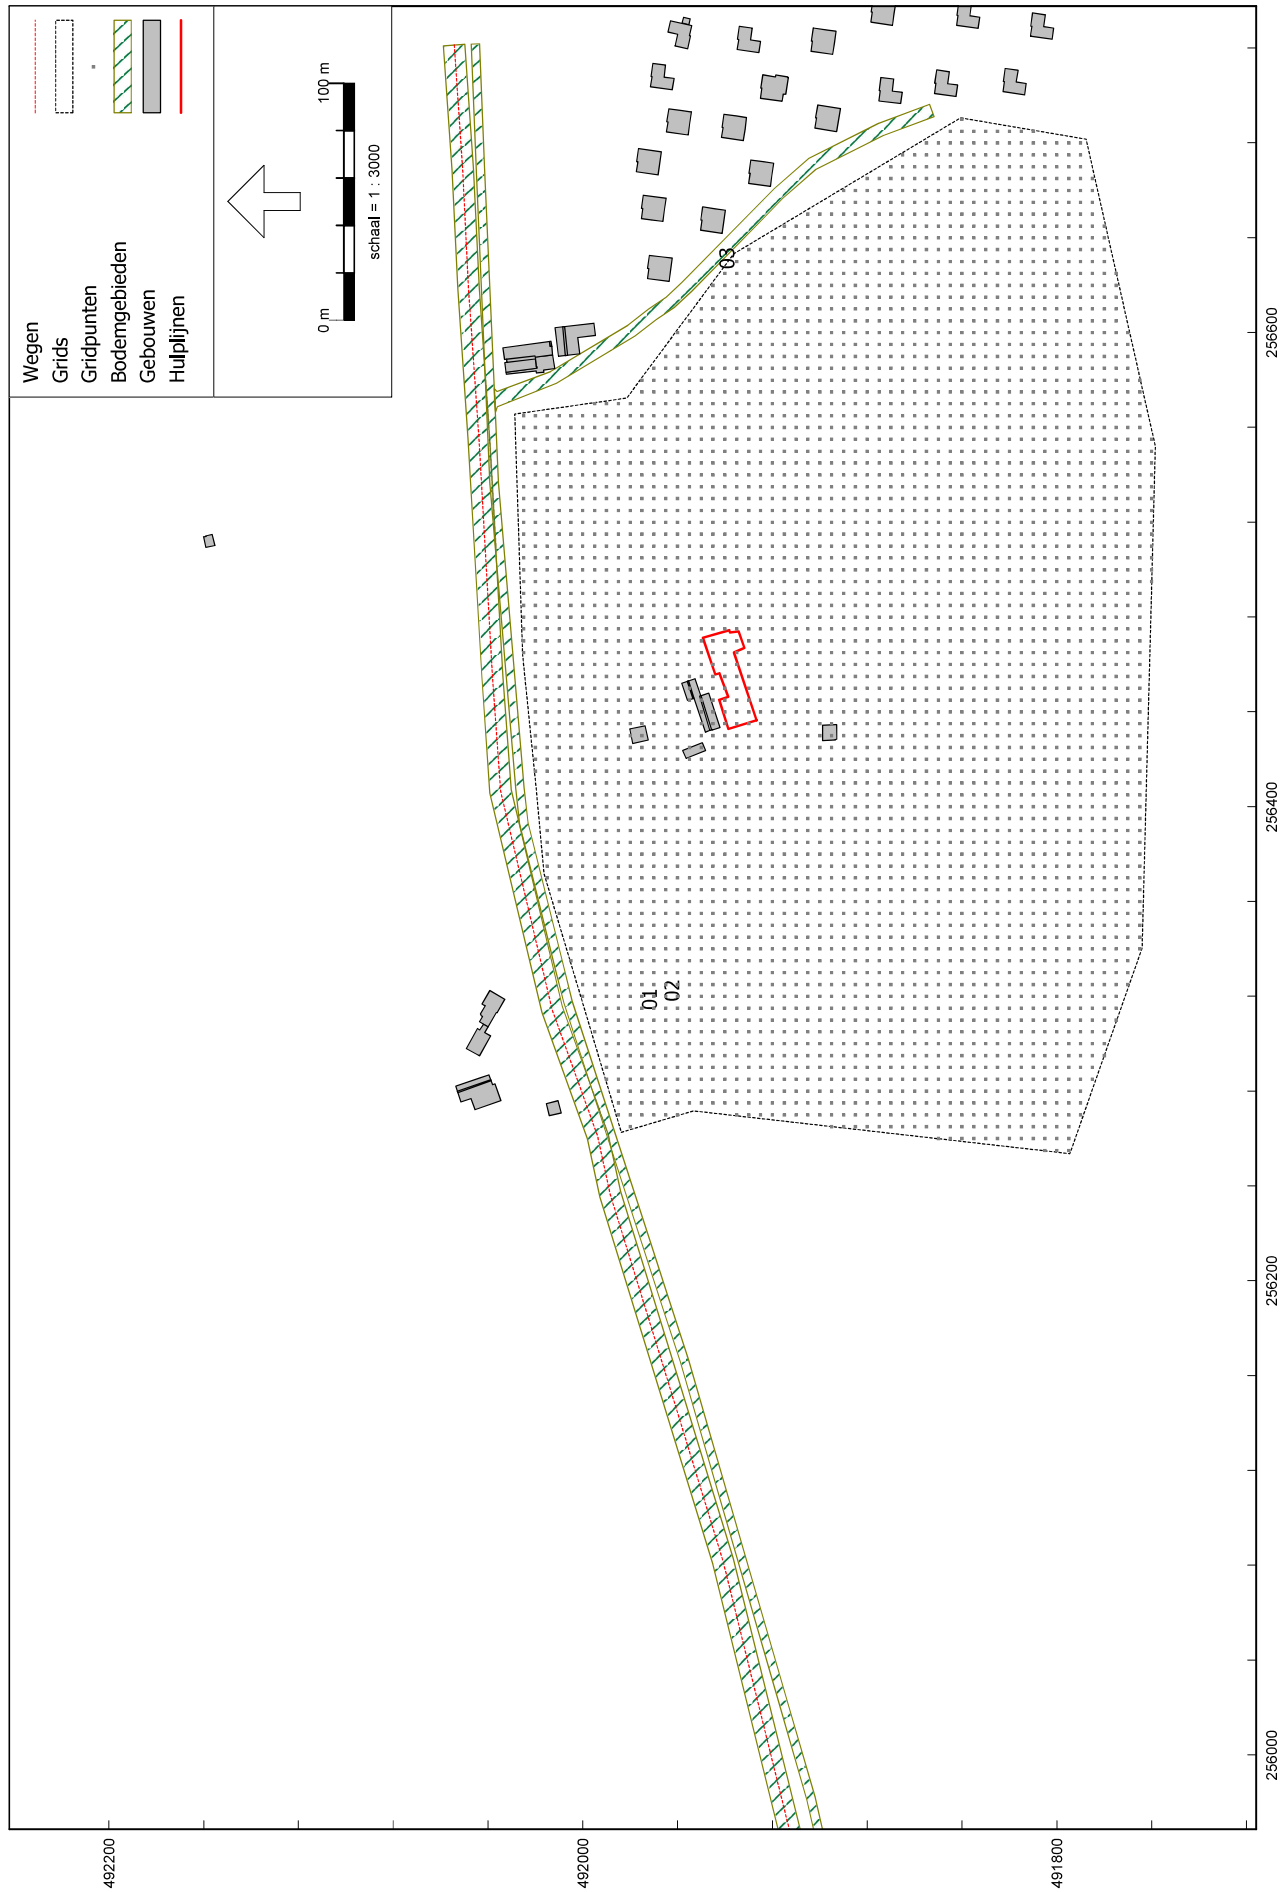 Wegen
Grids
Gridpunten
Bodemgebieden
Gebouwen
Hulplijnen
0 m
100 m
schaal = 1 : 3000
03
01
02
256600
256400
256200
256000
492200
492000
491800